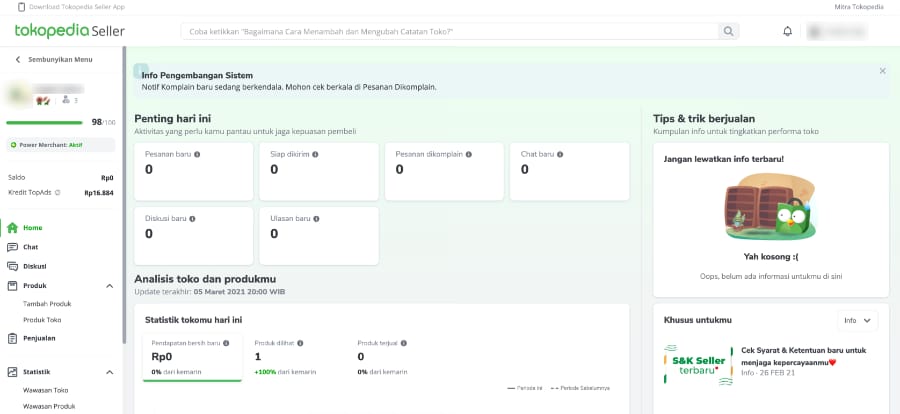 Download Tokopedia Seller App
Mitra Tokopedia
tokopedia Seller
Coba ketikkan "Bagaimana Cara Menambah dan Mengubah Catatan Toko?"
Sembunyikan Menu
3
98/100
Power Merchant: Aktif
Saldo Rp0
Kredit TopAds Rp16.884
Home
Chat
Diskusi
Produk
Tambah Produk
Produk Toko
Penjualan
Statistik
Wawasan Toko
Wawasan Produk
Info Pengembangan Sistem
Notif Komplain baru sedang berkendala. Mohon cek berkala di Pesanan Dikomplain.
Penting hari ini
Aktivitas yang perlu kamu pantau untuk jaga kepuasan pembeli
Pesanan baru
0
Siap dikirim
0
Pesanan dikomplain
0
Chat baru
0
Diskusi baru
0
Ulasan baru
0
Analisis toko dan produkmu
Update terakhir: 05 Maret 2021 20:00 WIB
Statistik tokomu hari ini
Pendapatan bersih baru
Rp0
0% dari kemarin
Produk dilihat
1
+100% dari kemarin
Produk terjual
0
0% dari kemarin
Periode ini
Periode Sebelumnya
Tips & trik berjualan
Kumpulan info untuk tingkatkan performa toko
Jangan lewatkan info terbaru!
Yah kosong :(
Oops, belum ada informasi untukmu di sini
Khusus untukmu
Info
S&K Seller
terbaru*
Cek Syarat & Ketentuan baru untuk
menjaga kepercayaanmu❤️
Info · 26 FEB 21